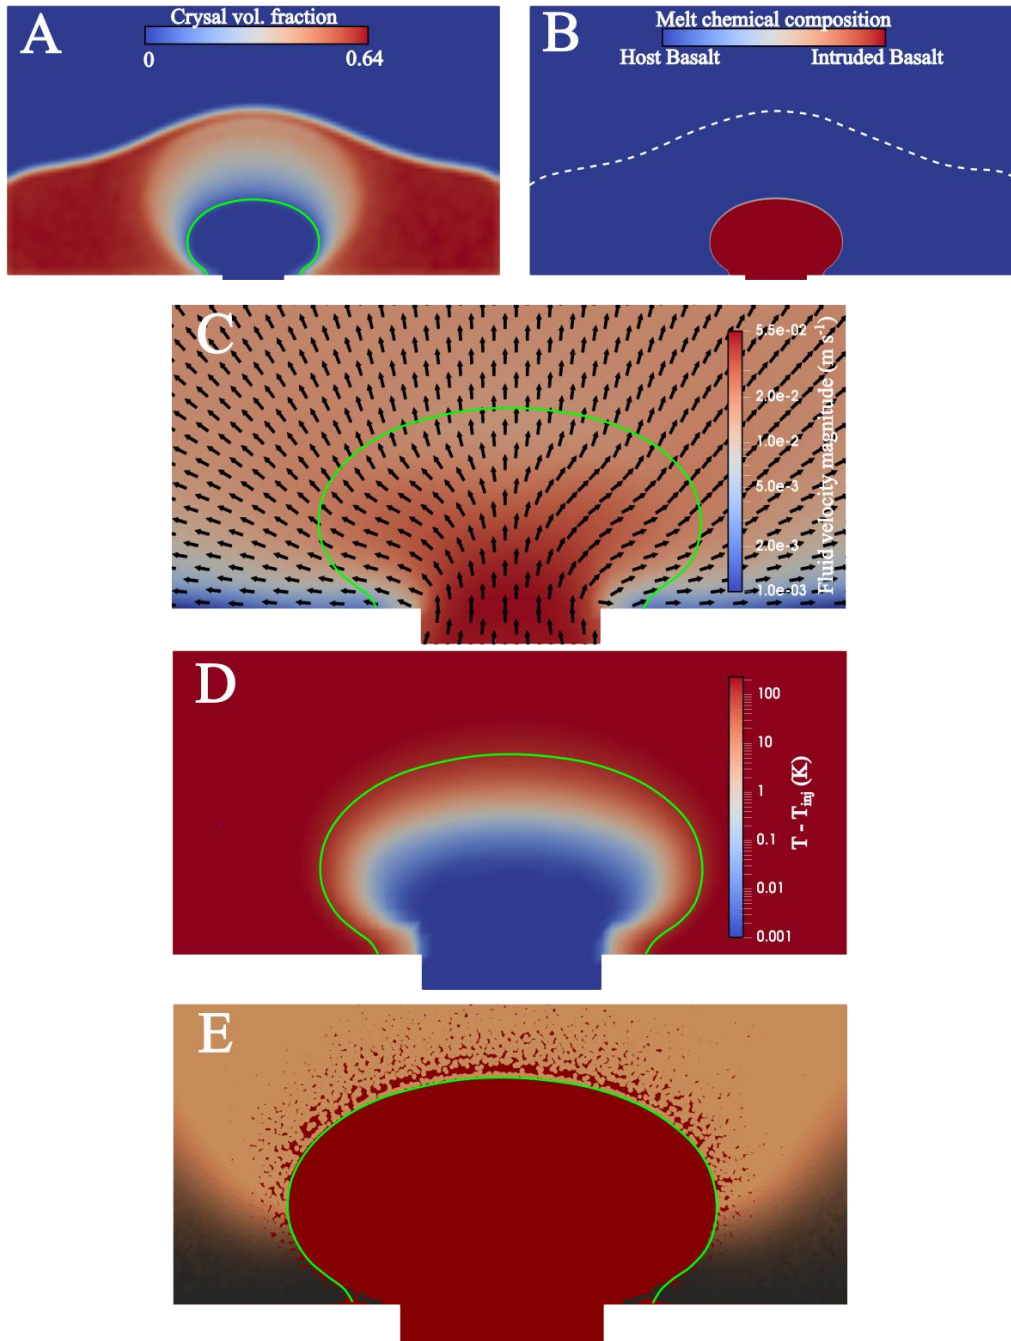 A
Crysal vol. fraction
0 0.64
B
Melt chemical composition
Host Basalt Intruded Basalt
C
5.5e-02
2.0e-2
1.0e-2
5.0e-3
2.0e-3
1.0e-03
Fluid velocity magnitude (m s⁻¹)
D
100
10
1
0.1
0.01
0.001
T - Tinj (K)
E